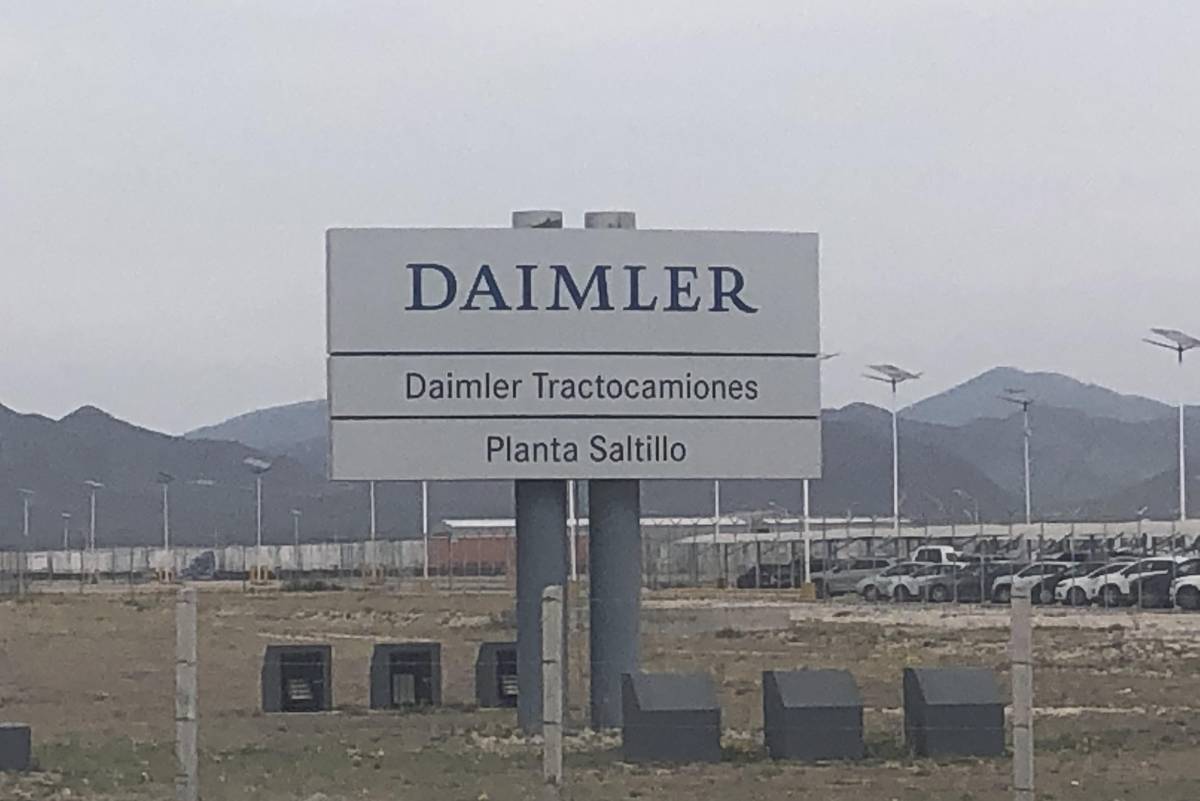 DAIMLER
Daimler Tractocamiones
Planta Saltillo